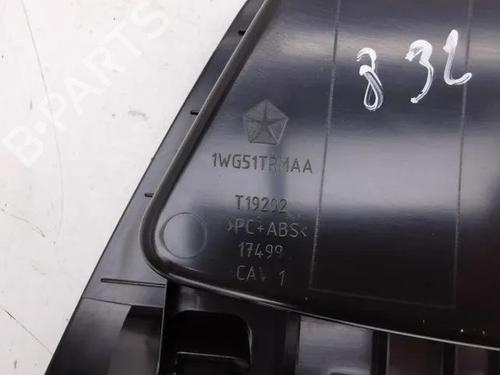 B-PARTS
832
1WG51TRMAA
T19202
>PC+ABS<
17499
CAV 1